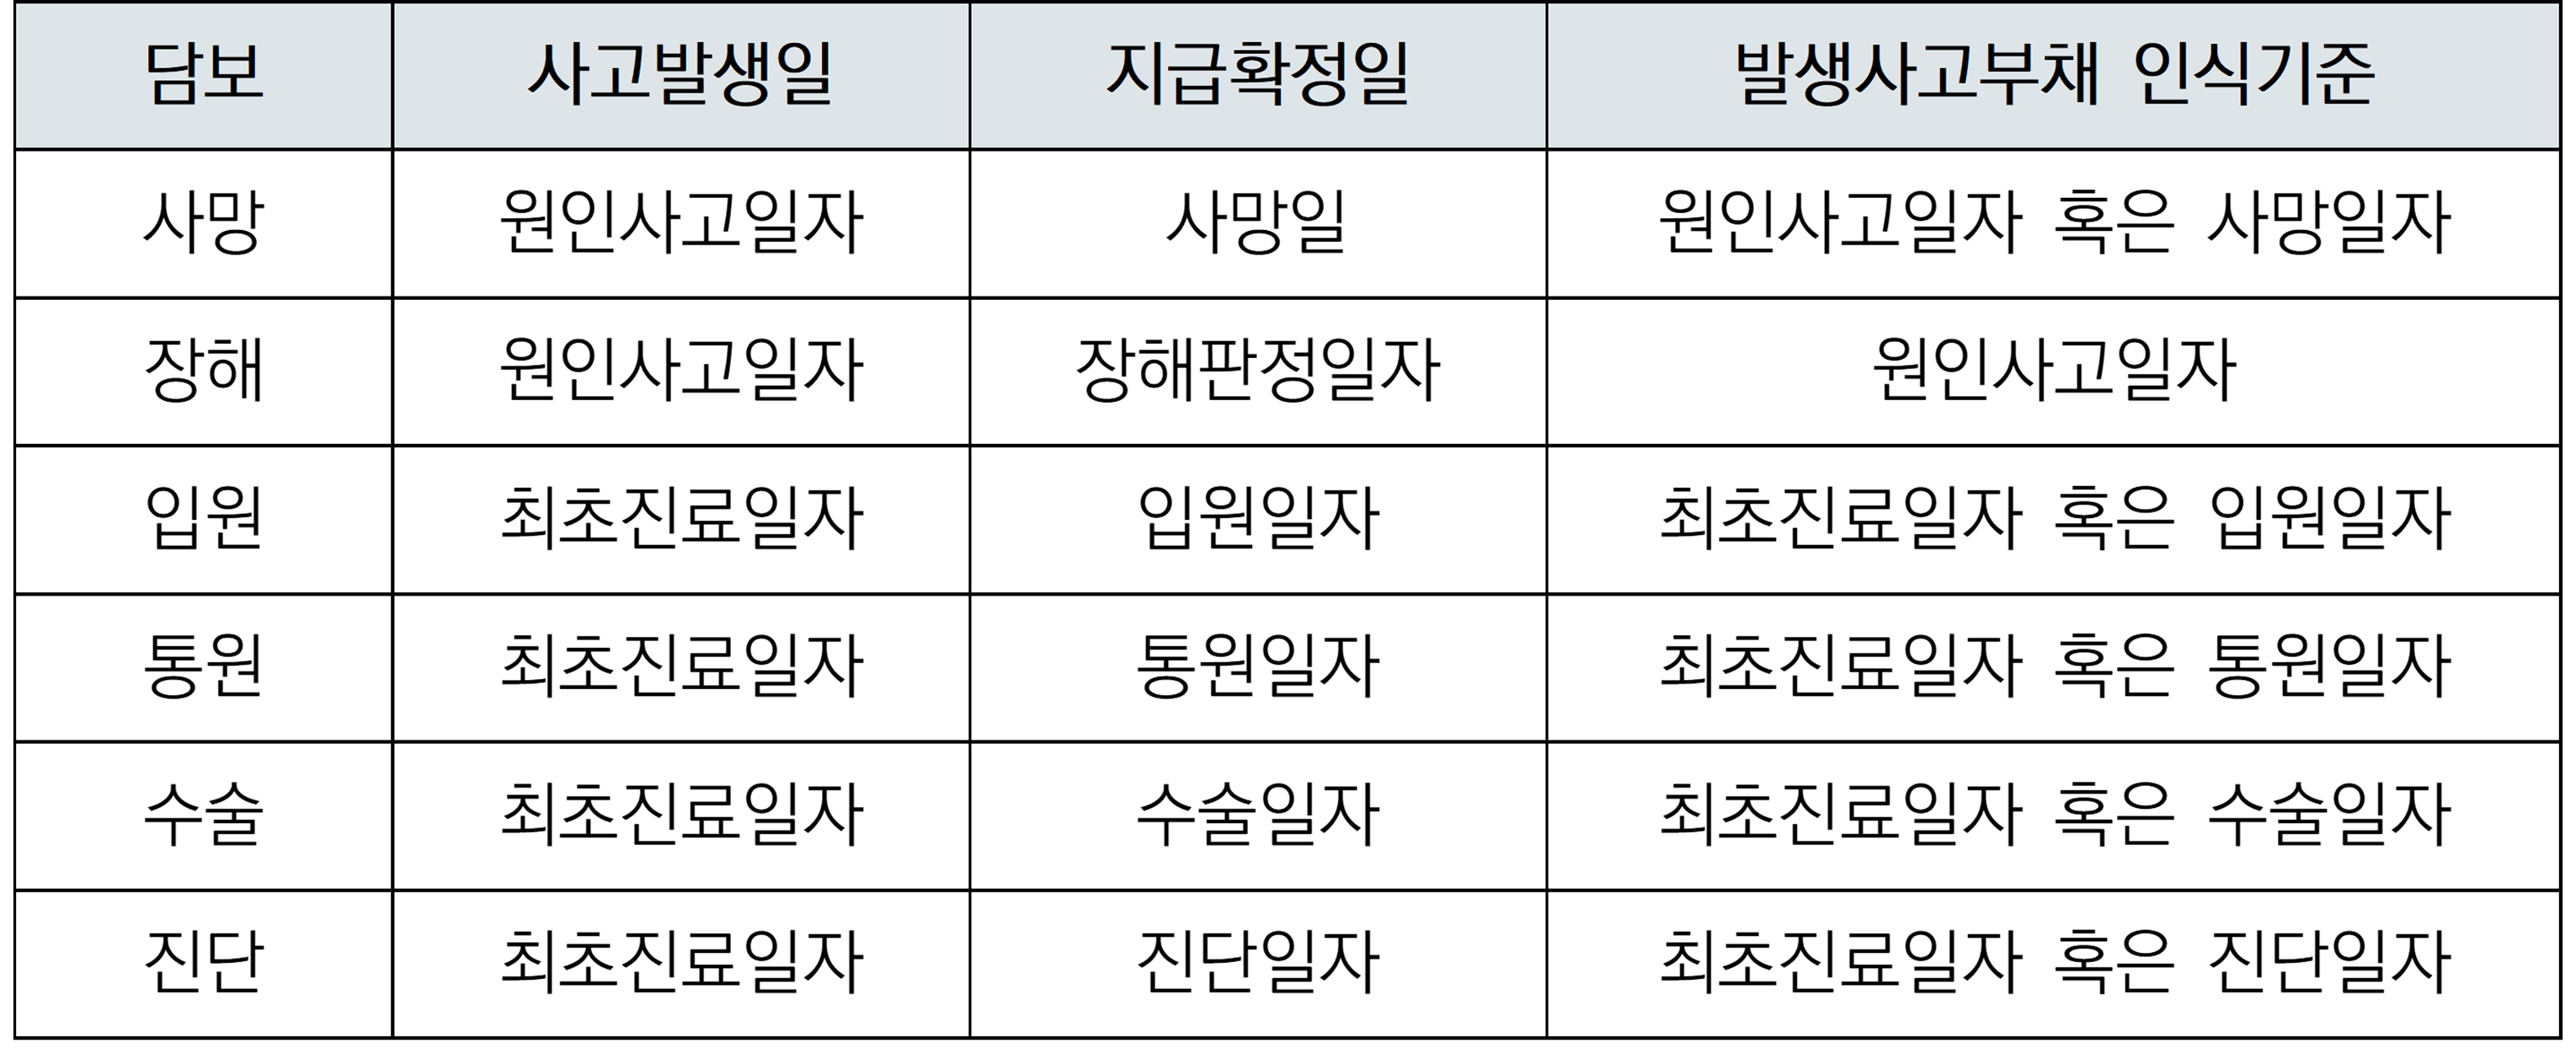 담보 사고발생일 지급확정일 발생사고부채 인식기준
사망 원인사고일자 사망일 원인사고일자 혹은 사망일자
장해 원인사고일자 장해판정일자 원인사고일자
입원 최초진료일자 입원일자 최초진료일자 혹은 입원일자
통원 최초진료일자 통원일자 최초진료일자 혹은 통원일자
수술 최초진료일자 수술일자 최초진료일자 혹은 수술일자
진단 최초진료일자 진단일자 최초진료일자 혹은 진단일자